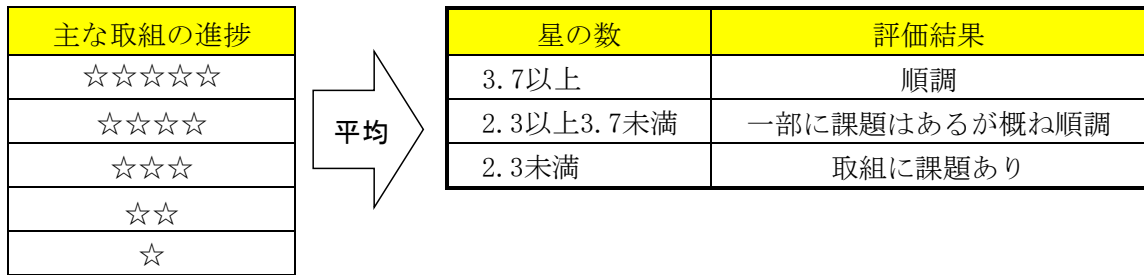 主な取組の進捗
☆☆☆☆☆
☆☆☆☆
☆☆☆
☆☆
☆
平均
星の数 評価結果
3.7以上 順調
2.3以上3.7未満 一部に課題はあるが概ね順調
2.3未満 取組に課題あり